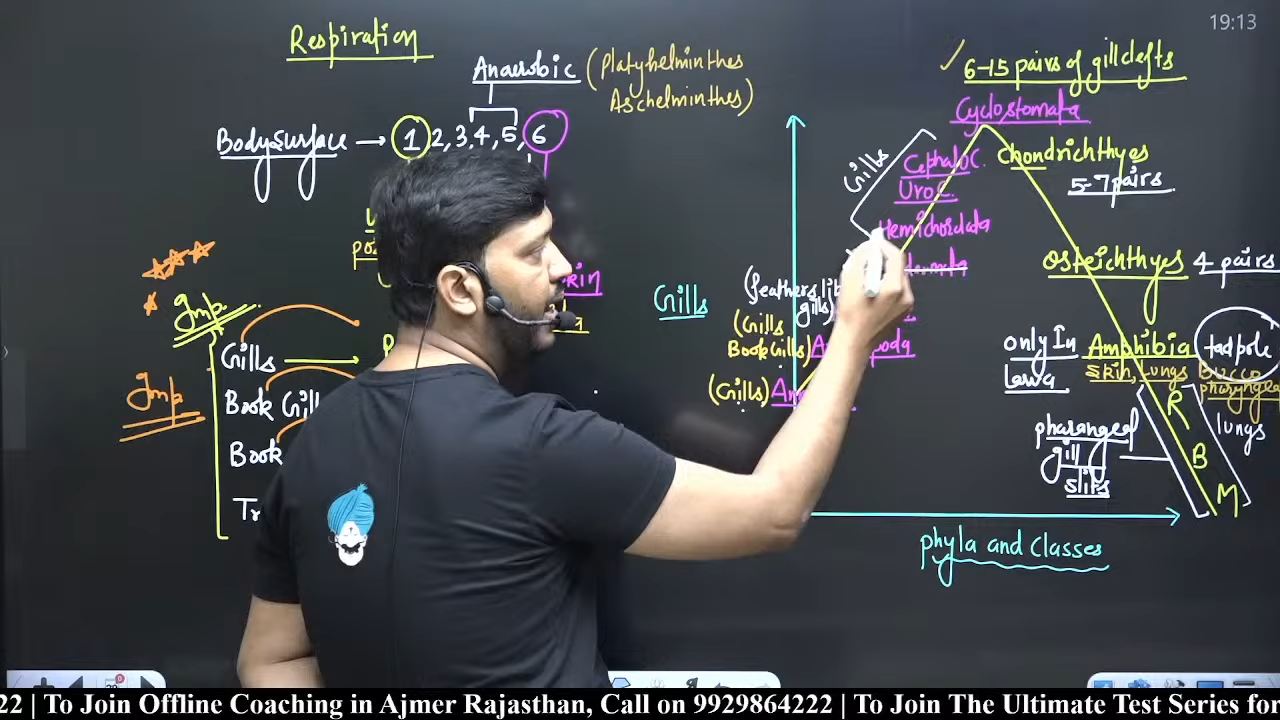 19:13
Respiration
Anaerobic (Platyhelminthes
Aschelminthes)
Body Surface → 1 2, 3, 4, 5, 6
Imp
Gills
Book Gill
Book
Imp
6-15 pairs of gill clefts
Cyclostomata
Gills
Cephaloc.
Uroc.
Hemichordata
Chondrichthyes
5-7 pairs
Osteichthyes 4 pairs
Gills
(feathers
gills)
(Gills
Book Gills)
(Gills)
only In Amphibia tadpole
Larva Skin, Lungs Bucco
pharyngea
R
B
M
lungs
pharangeal
gill
slits
phyla and Classes
22 | To Join Offline Coaching in Ajmer Rajasthan, Call on 9929864222 | To Join The Ultimate Test Series for